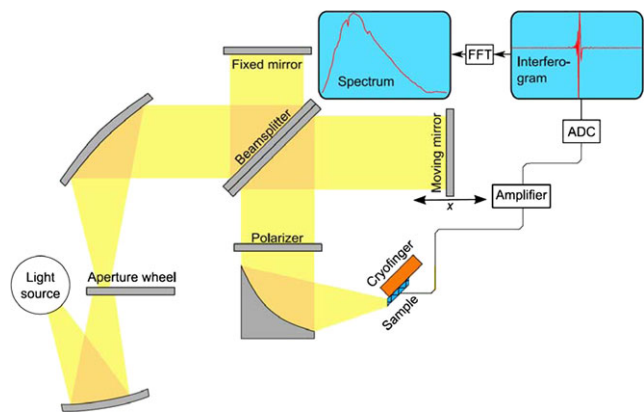 Fixed mirror
Spectrum
FFT
Interfero-
gram
Beamsplitter
Moving mirror
ADC
x
Amplifier
Polarizer
Light
source
Aperture wheel
Cryofinger
Sample